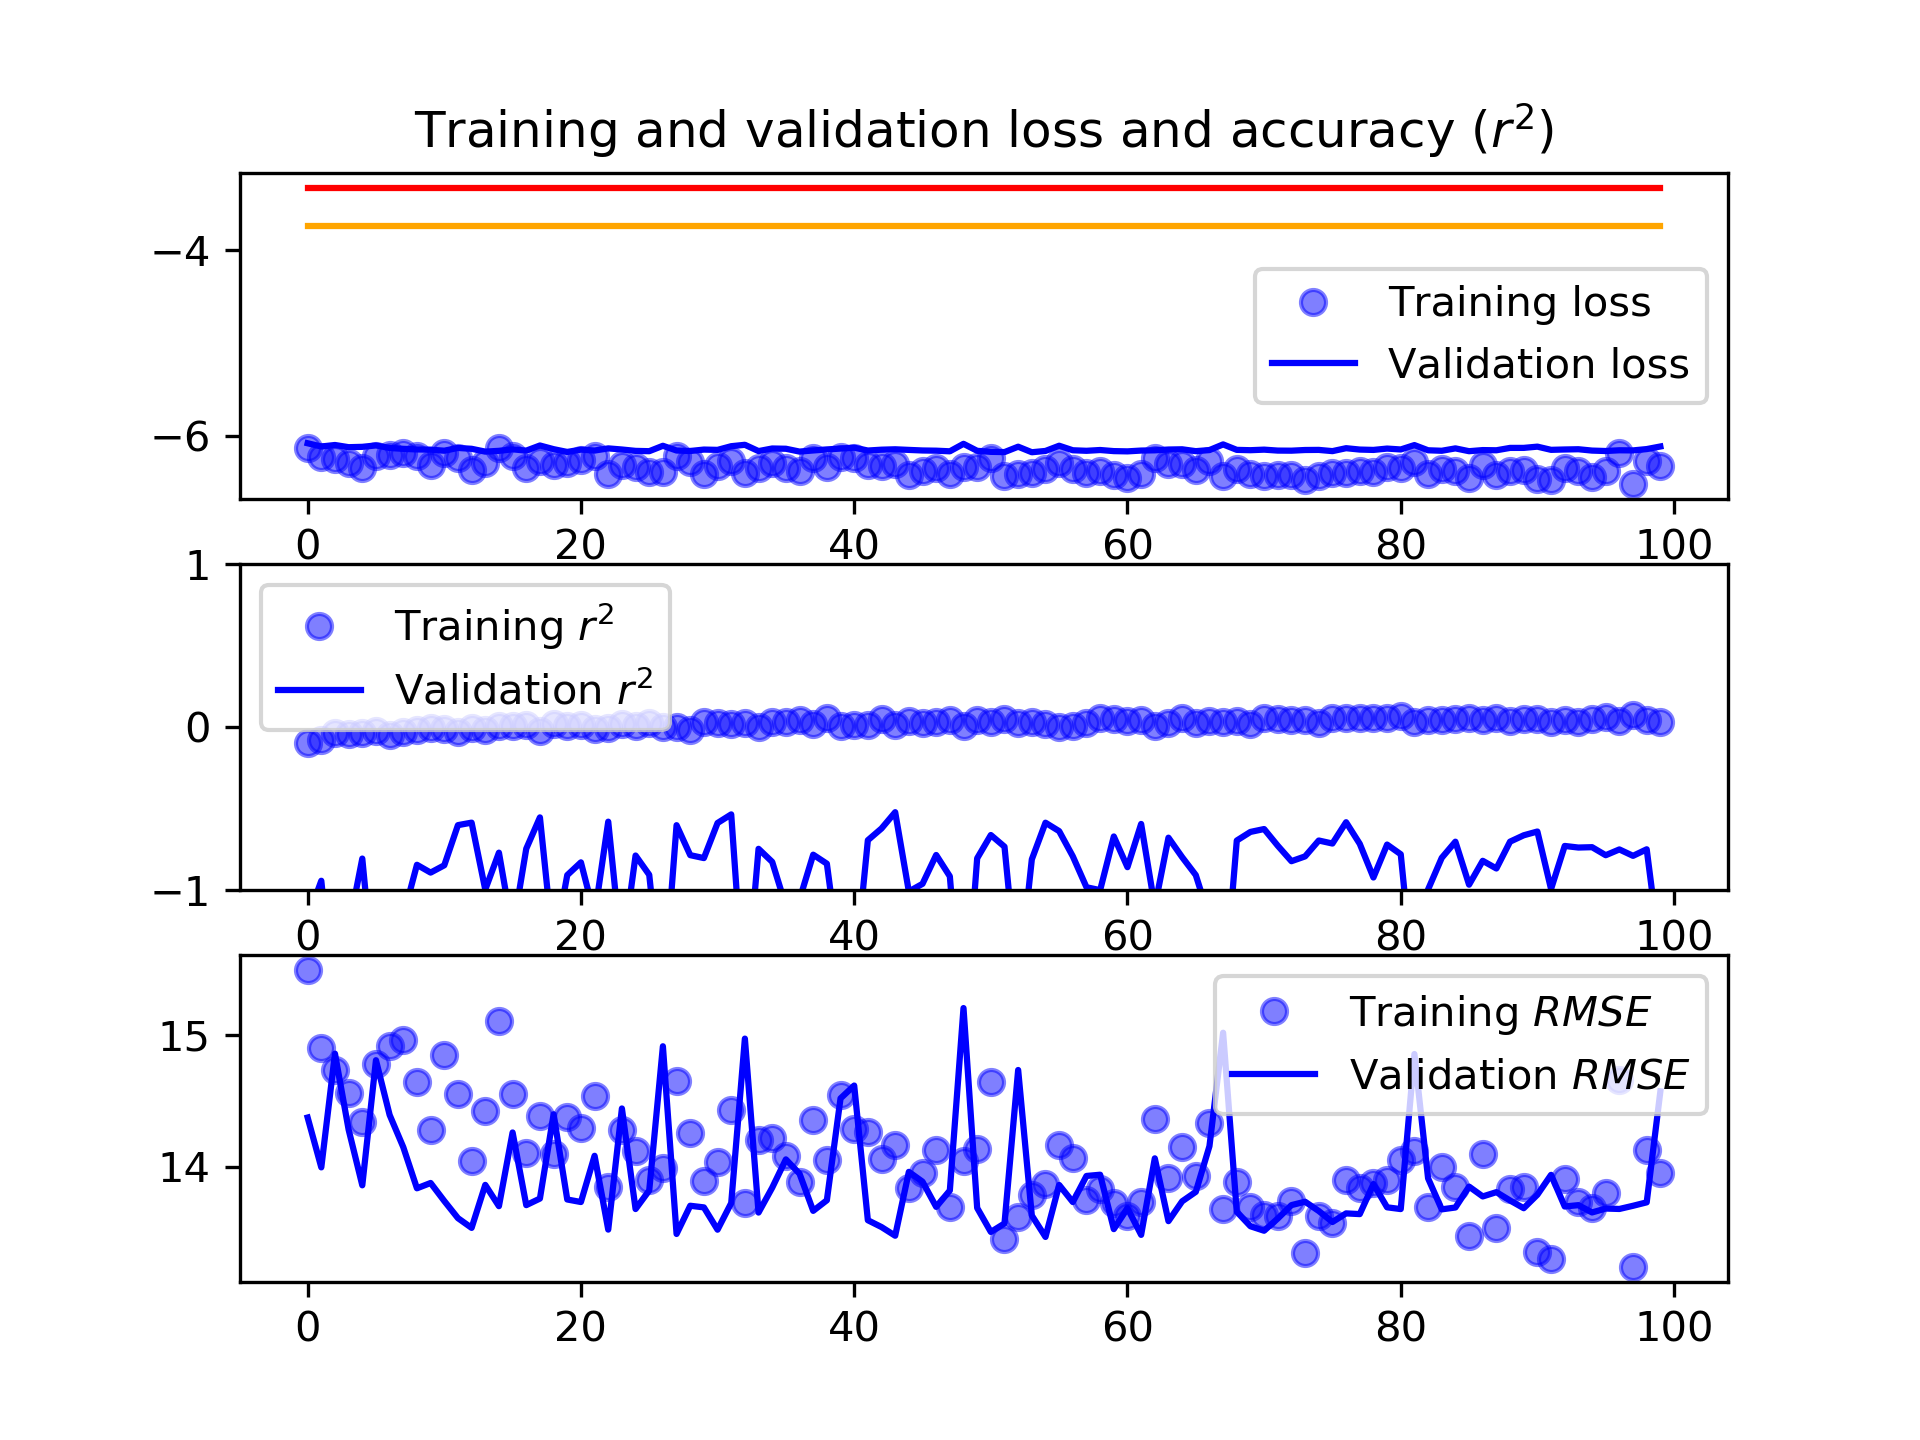 Training and validation loss and accuracy (r²)
−4
−6
Training loss
Validation loss
0 20 40 60 80 100
1
0
−1
Training r²
Validation r²
0 20 40 60 80 100
15
14
Training RMSE
Validation RMSE
0 20 40 60 80 100